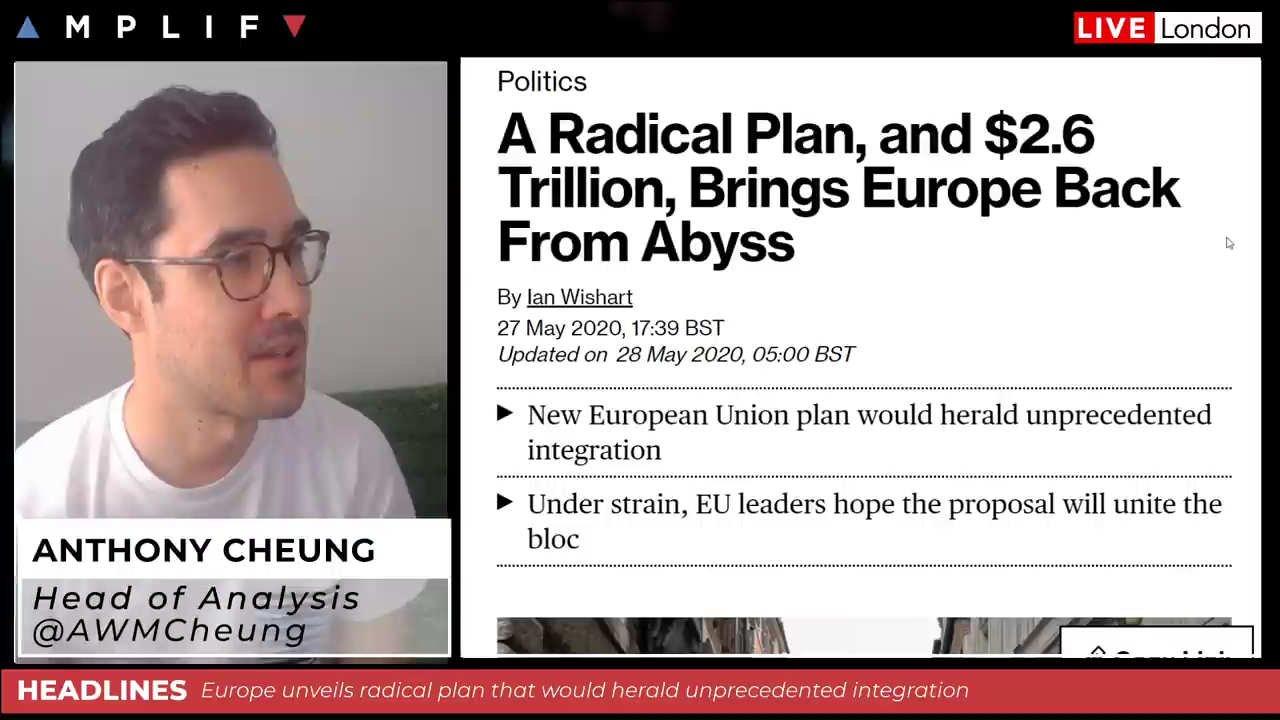 AMPLIFY
LIVE London
Politics
A Radical Plan, and $2.6
Trillion, Brings Europe Back
From Abyss
By Ian Wishart
27 May 2020, 17:39 BST
Updated on 28 May 2020, 05:00 BST
New European Union plan would herald unprecedented
integration
Under strain, EU leaders hope the proposal will unite the
bloc
ANTHONY CHEUNG
Head of Analysis
@AWMCheung
HEADLINES Europe unveils radical plan that would herald unprecedented integration